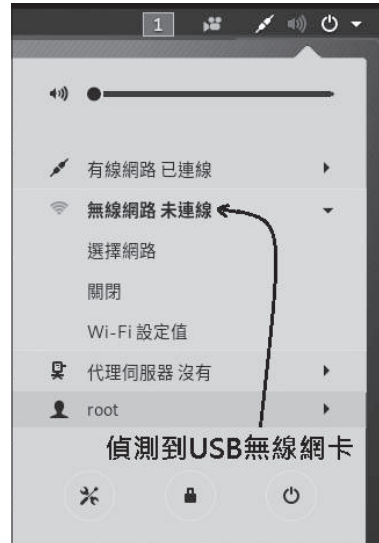 1
有線網路 已連線
無線網路 未連線
選擇網路
關閉
Wi-Fi 設定值
代理伺服器 沒有
root
偵測到USB無線網卡